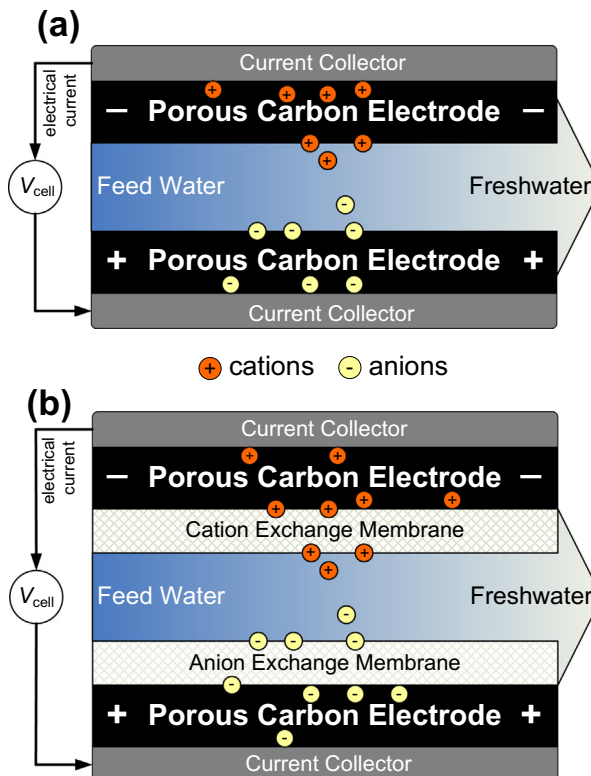 (a)
Current Collector
electrical
current
− Porous Carbon Electrode −
Vcell
Feed Water
Freshwater
+ Porous Carbon Electrode +
Current Collector
+ cations - anions
(b)
Current Collector
electrical
current
− Porous Carbon Electrode −
Cation Exchange Membrane
Vcell
Feed Water
Freshwater
Anion Exchange Membrane
+ Porous Carbon Electrode +
Current Collector